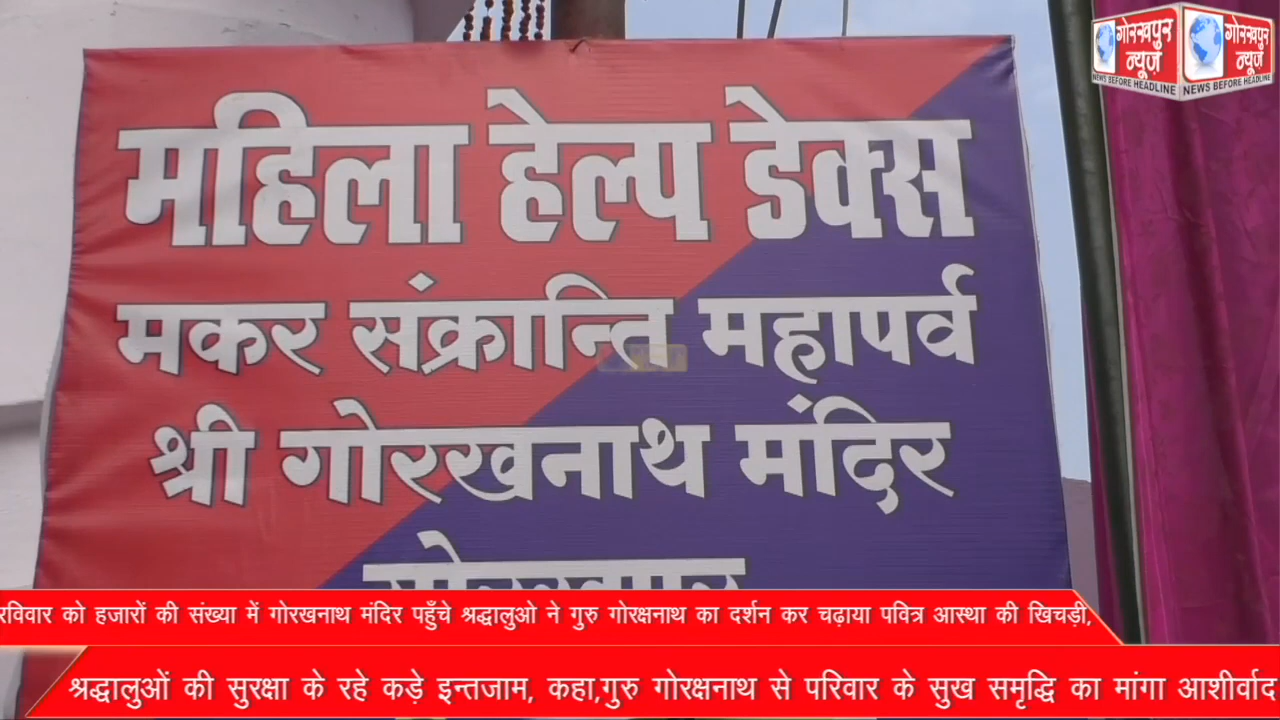 गोरखपुर न्यूज़
NEWS BEFORE HEADLINE
गोरखपुर न्यूज़
NEWS BEFORE HEADLINE
महिला हेल्प डेक्स
मकर संक्रान्ति महापर्व
श्री गोरखनाथ मंदिर
रविवार को हजारों की संख्या में गोरखनाथ मंदिर पहुँचे श्रद्धालुओ ने गुरु गोरक्षनाथ का दर्शन कर चढ़ाया पवित्र आस्था की खिचड़ी,
श्रद्धालुओं की सुरक्षा के रहे कड़े इन्तजाम, कहा,गुरु गोरक्षनाथ से परिवार के सुख समृद्धि का मांगा आशीर्वाद